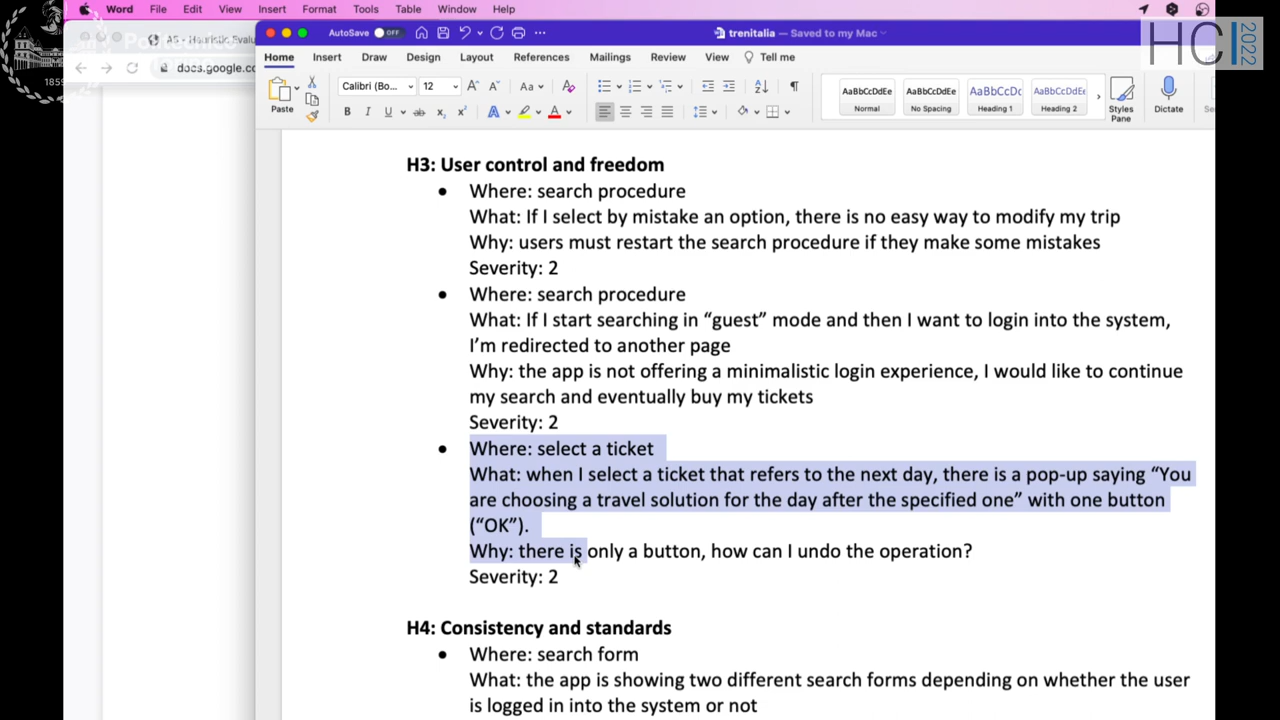 Word File Edit View Insert Format Tools Table Window Help
HCI 2022
AutoSave OFF
trenitalia — Saved to my Mac
A5 - Heuristic Evalu
docs.google.co
1859
Home Insert Draw Design Layout References Mailings Review View Tell me
Paste
Calibri (Bo... 12
AaBbCcDdEe AaBbCcDdEe AaBbCcDc AaBbCcDdEe
Normal No Spacing Heading 1 Heading 2
Styles Pane
Dictate
H3: User control and freedom
• Where: search procedure
What: If I select by mistake an option, there is no easy way to modify my trip
Why: users must restart the search procedure if they make some mistakes
Severity: 2
• Where: search procedure
What: If I start searching in “guest” mode and then I want to login into the system,
I’m redirected to another page
Why: the app is not offering a minimalistic login experience, I would like to continue
my search and eventually buy my tickets
Severity: 2
• Where: select a ticket
What: when I select a ticket that refers to the next day, there is a pop-up saying “You
are choosing a travel solution for the day after the specified one” with one button
(“OK”).
Why: there is only a button, how can I undo the operation?
Severity: 2
H4: Consistency and standards
• Where: search form
What: the app is showing two different search forms depending on whether the user
is logged in into the system or not